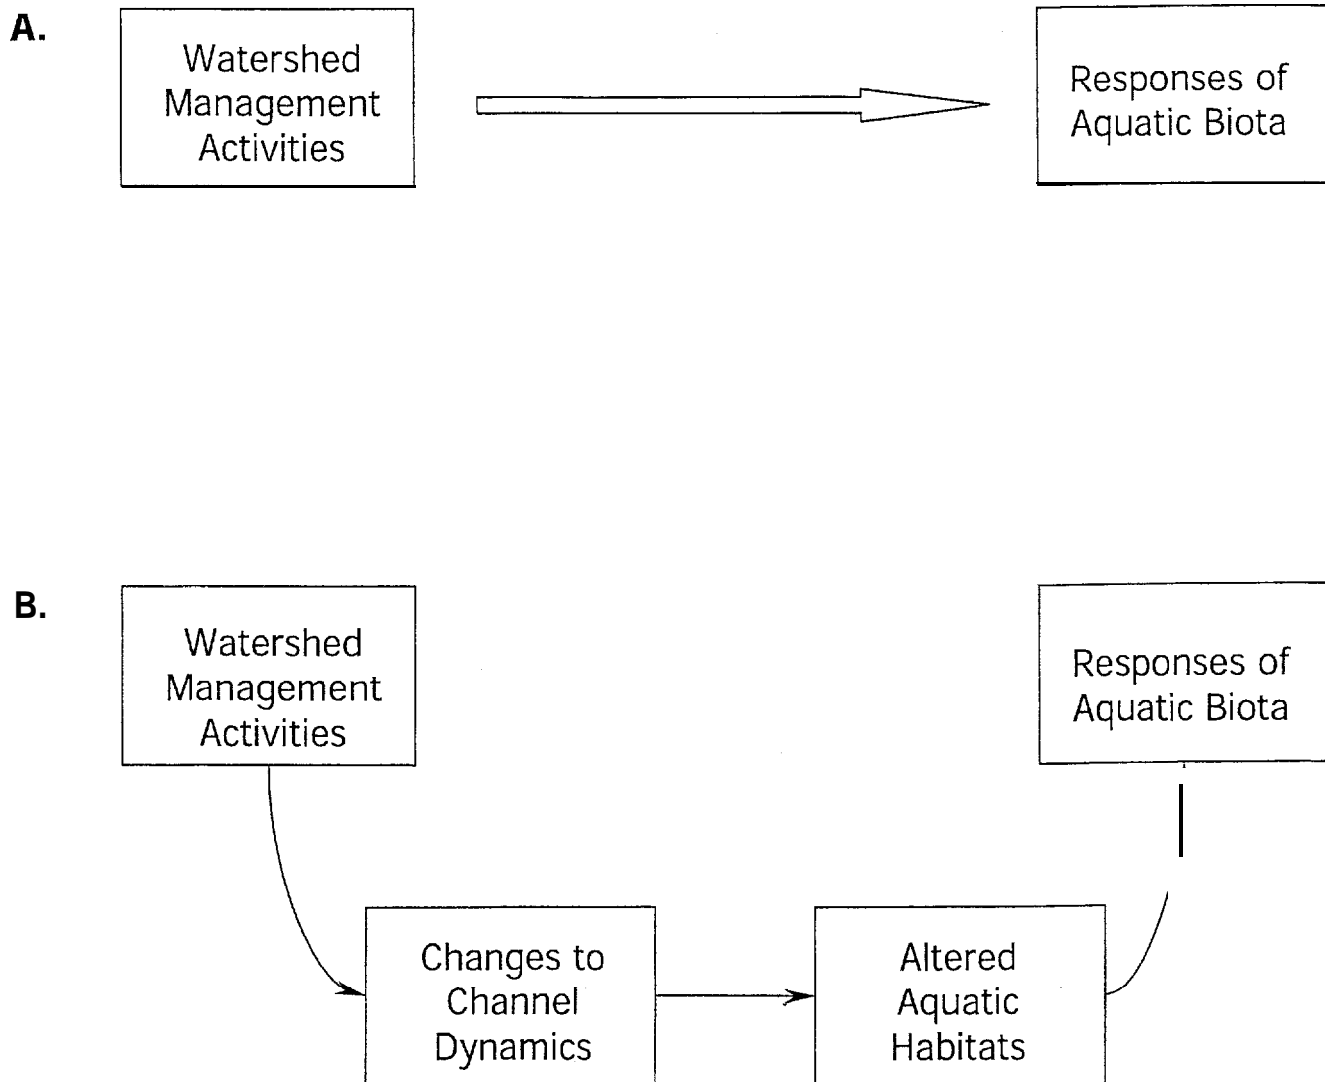 A.
Watershed
Management
Activities
Responses of
Aquatic Biota
B.
Watershed
Management
Activities
Responses of
Aquatic Biota
Changes to
Channel
Dynamics
Altered
Aquatic
Habitats